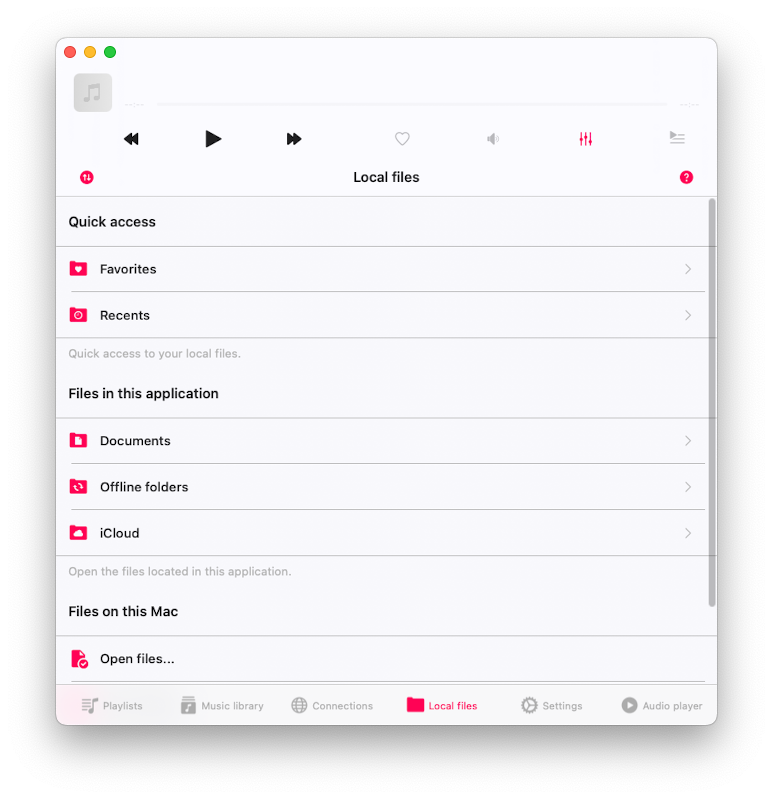 --:-- --:--
Local files
Quick access
Favorites
Recents
Quick access to your local files.
Files in this application
Documents
Offline folders
iCloud
Open the files located in this application.
Files on this Mac
Open files...
Playlists Music library Connections Local files Settings Audio player